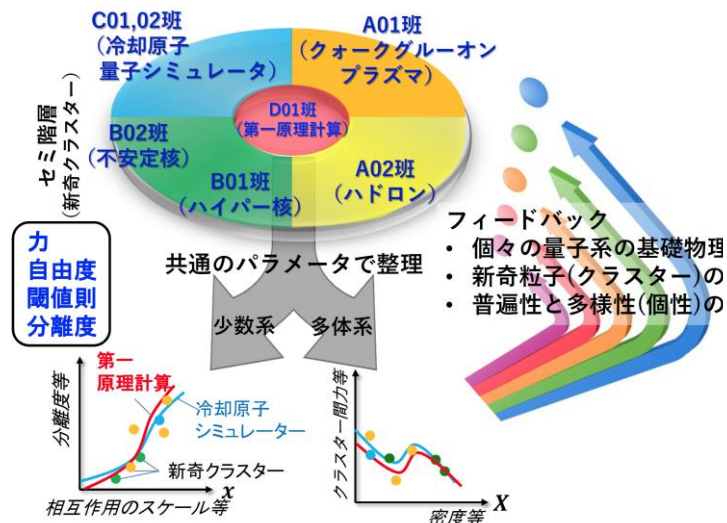 C01,02班
(冷却原子
量子シミュレータ)
A01班
(クォークグルーオン
プラズマ)
D01班
(第一原理計算)
セミ階層
(新奇クラスター)
B02班
(不安定核)
B01班
(ハイパー核)
A02班
(ハドロン)
力
自由度
閾値則
分離度
共通のパラメータで整理
少数系
多体系
フィードバック
• 個々の量子系の基礎物理
• 新奇粒子(クラスター)の
• 普遍性と多様性(個性)の
分離度等
第一
原理計算
冷却原子
シミュレーター
新奇クラスター
x
相互作用のスケール等
クラスター間力等
X
密度等